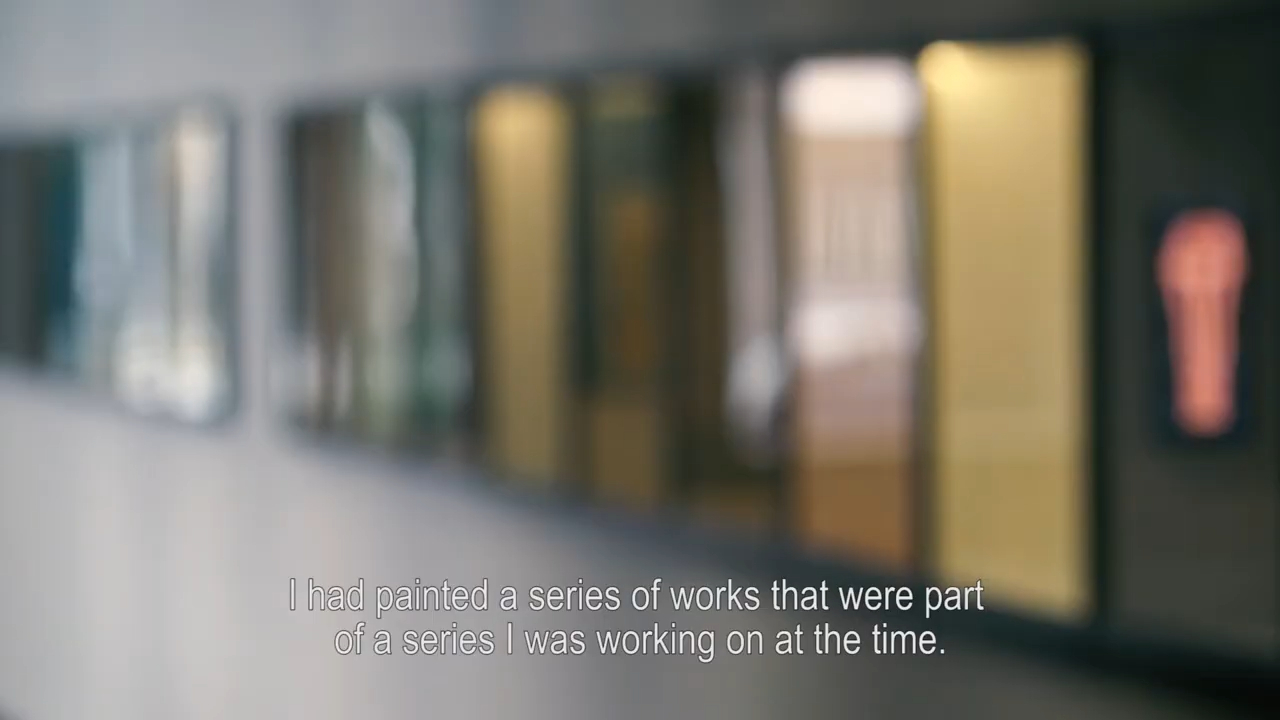 I had painted a series of works that were part
of a series I was working on at the time.